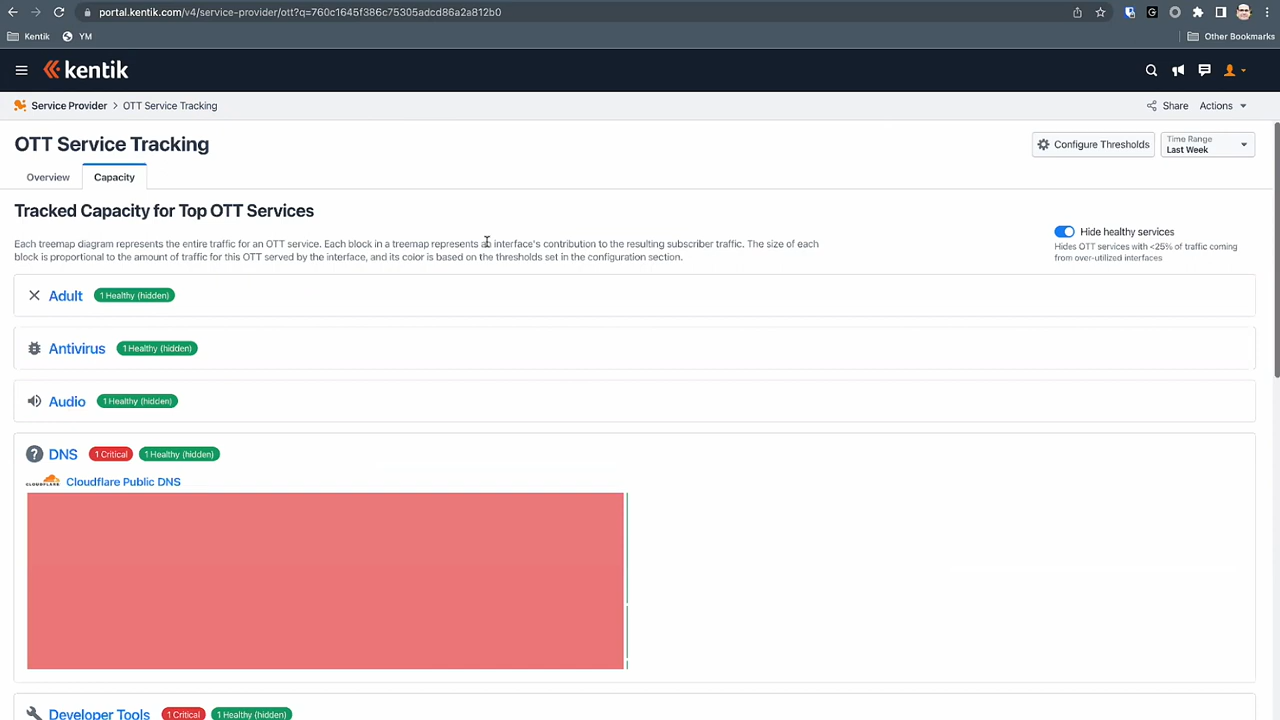 portal.kentik.com/v4/service-provider/ott?q=760c1645f386c75305adcd86a2a812b0
Kentik YM Other Bookmarks
kentik
Service Provider > OTT Service Tracking Share Actions
OTT Service Tracking
Configure Thresholds
Time Range
Last Week
Overview Capacity
Tracked Capacity for Top OTT Services
Each treemap diagram represents the entire traffic for an OTT service. Each block in a treemap represents an interface's contribution to the resulting subscriber traffic. The size of each
block is proportional to the amount of traffic for this OTT served by the interface, and its color is based on the thresholds set in the configuration section.
Hide healthy services
Hides OTT services with <25% of traffic coming
from over-utilized interfaces
Adult 1 Healthy (hidden)
Antivirus 1 Healthy (hidden)
Audio 1 Healthy (hidden)
DNS 1 Critical 1 Healthy (hidden)
CLOUDFLARE Cloudflare Public DNS
Developer Tools 1 Critical 1 Healthy (hidden)